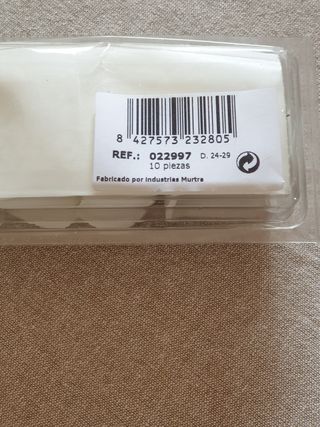 8 427573 232805
REF.: 022997 D. 24-29
10 piezas
Fabricado por Industrias Murtra